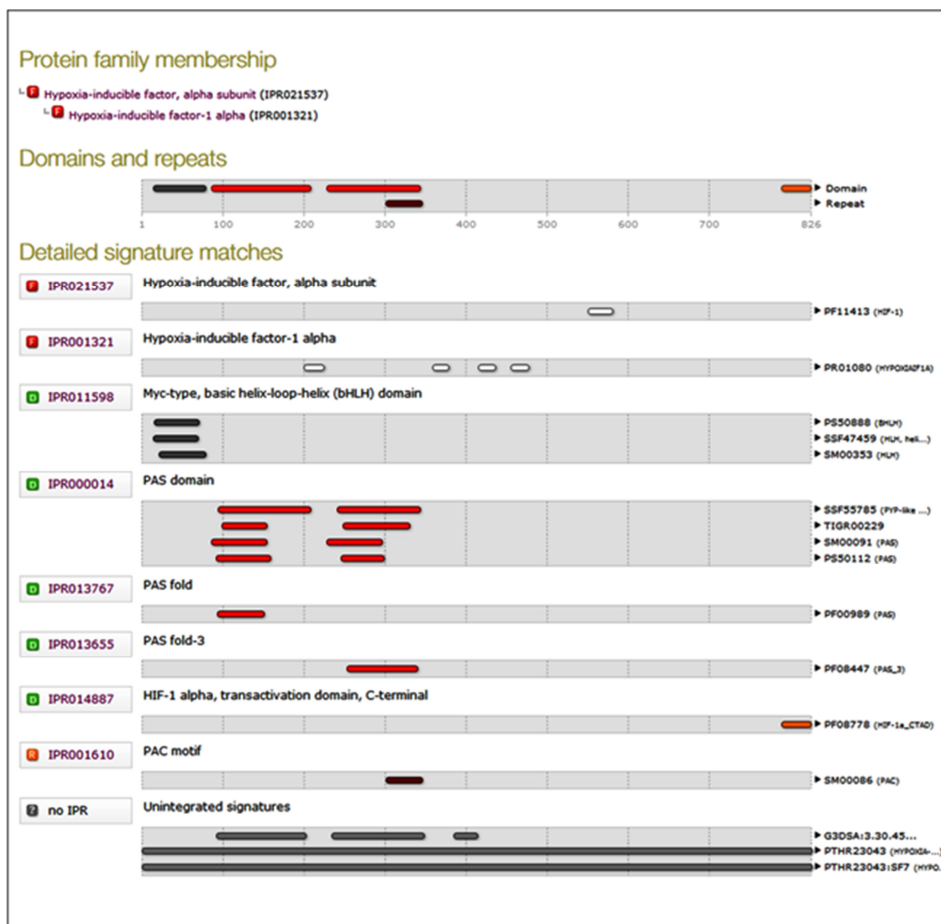 Protein family membership
F Hypoxia-inducible factor, alpha subunit (IPR021537)
F Hypoxia-inducible factor-1 alpha (IPR001321)
Domains and repeats
Domain
Repeat
1 100 200 300 400 500 600 700 826
Detailed signature matches
F IPR021537 Hypoxia-inducible factor, alpha subunit
PF11413 (HIF-1)
F IPR001321 Hypoxia-inducible factor-1 alpha
PR01080 (HYPOXIAIF1A)
D IPR011598 Myc-type, basic helix-loop-helix (bHLH) domain
PS50888 (BHLH)
SSF47459 (HLH, heli...)
SM00353 (HLH)
D IPR000014 PAS domain
SSF55785 (PYP-like ...)
TIGR00229
SM00091 (PAS)
PS50112 (PAS)
D IPR013767 PAS fold
PF00989 (PAS)
D IPR013655 PAS fold-3
PF08447 (PAS_3)
D IPR014887 HIF-1 alpha, transactivation domain, C-terminal
PF08778 (HIF-1a_CTAD)
R IPR001610 PAC motif
SM00086 (PAC)
? no IPR Unintegrated signatures
G3DSA:3.30.45...
PTHR23043 (HYPOXIA-...)
PTHR23043:SF7 (HYPO.